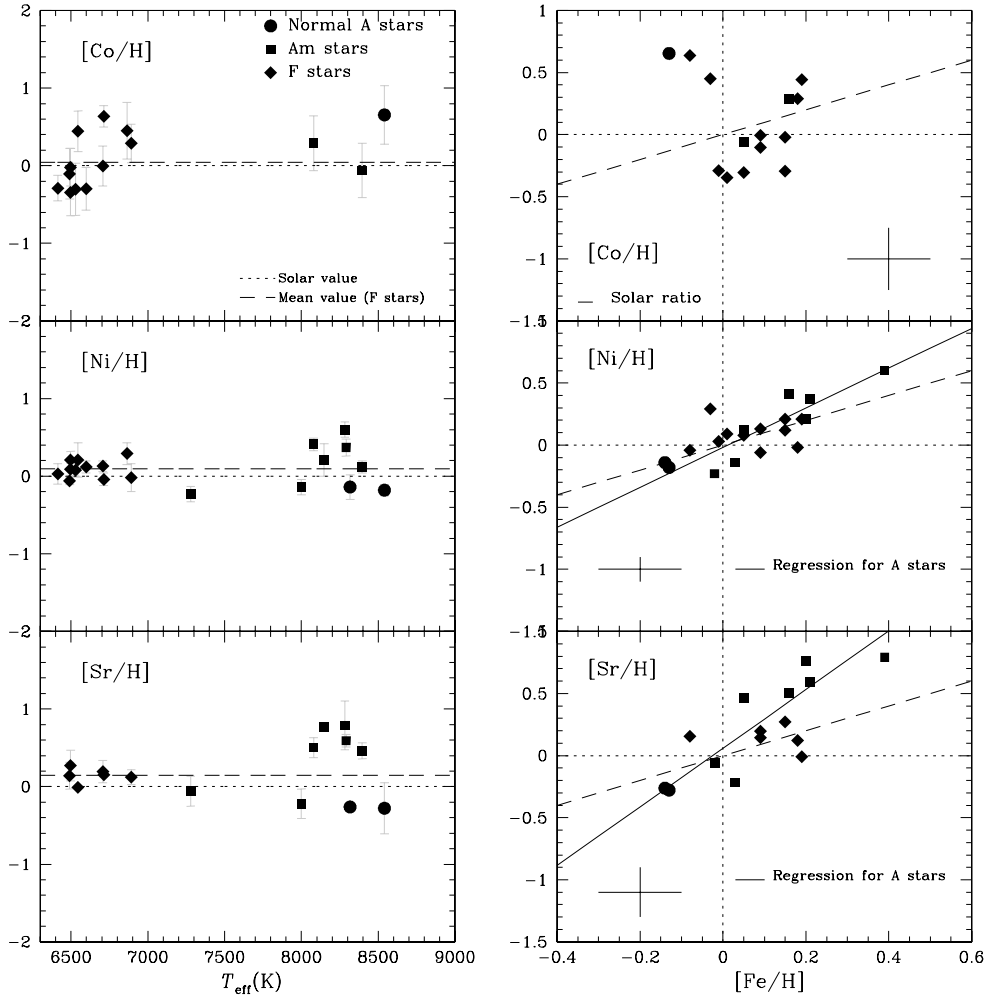 2
[Co/H]
Normal A stars
Am stars
F stars
1
0
−1
Solar value
Mean value (F stars)
−2
1
0.5
0
−0.5
−1
−1.5
[Co/H]
Solar ratio
[Ni/H]
1
0
−1
−2
[Ni/H]
1
0.5
0
−0.5
−1
−1.5
Regression for A stars
[Sr/H]
1
0
−1
−2
6500 7000 7500 8000 8500 9000
Teff(K)
[Sr/H]
1
0.5
0
−0.5
−1
−1.5
Regression for A stars
−0.4 −0.2 0 0.2 0.4 0.6
[Fe/H]